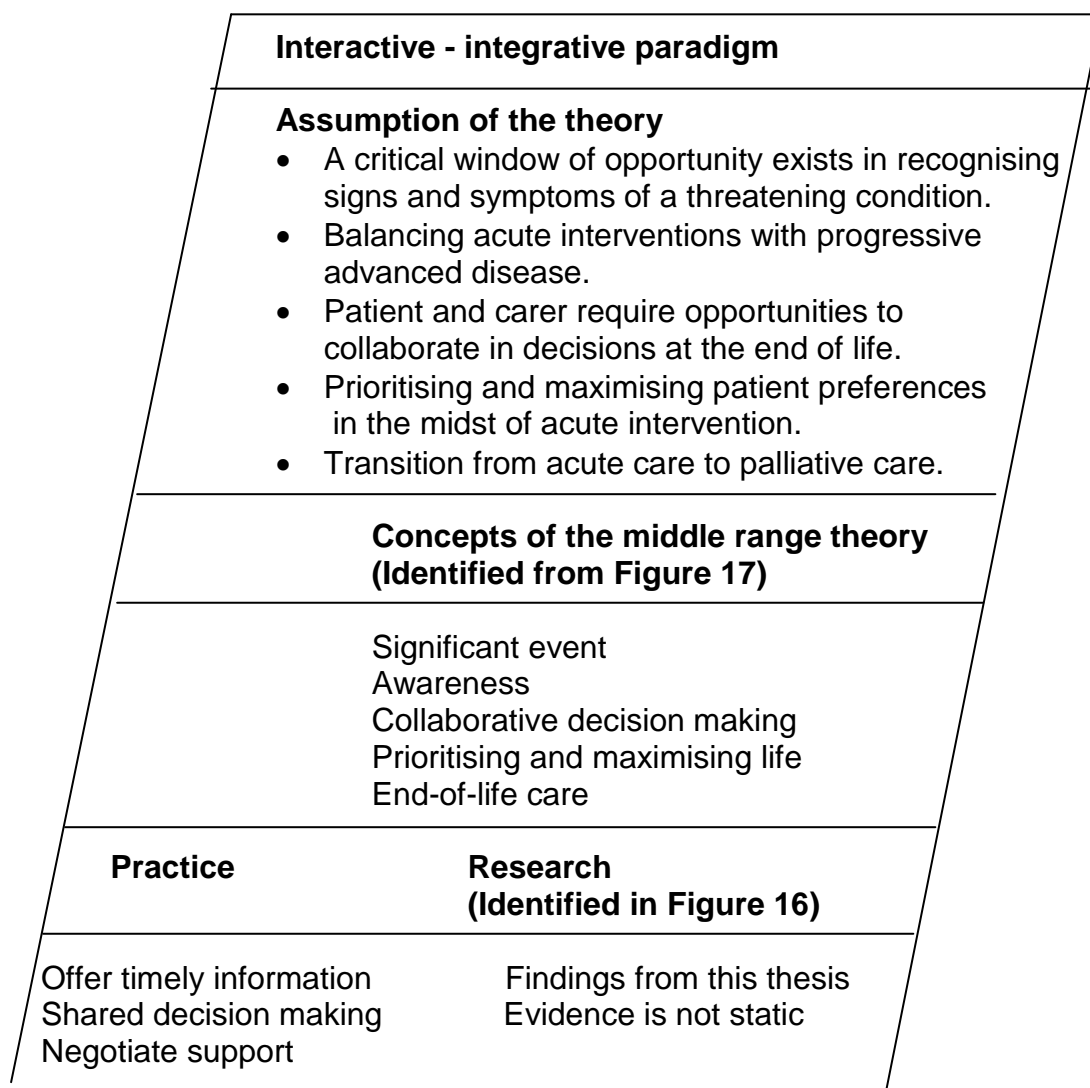 Interactive - integrative paradigm
Assumption of the theory
• A critical window of opportunity exists in recognising
signs and symptoms of a threatening condition.
• Balancing acute interventions with progressive
advanced disease.
• Patient and carer require opportunities to
collaborate in decisions at the end of life.
• Prioritising and maximising patient preferences
in the midst of acute intervention.
• Transition from acute care to palliative care.
Concepts of the middle range theory
(Identified from Figure 17)
Significant event
Awareness
Collaborative decision making
Prioritising and maximising life
End-of-life care
Practice Research
(Identified in Figure 16)
Offer timely information Findings from this thesis
Shared decision making Evidence is not static
Negotiate support